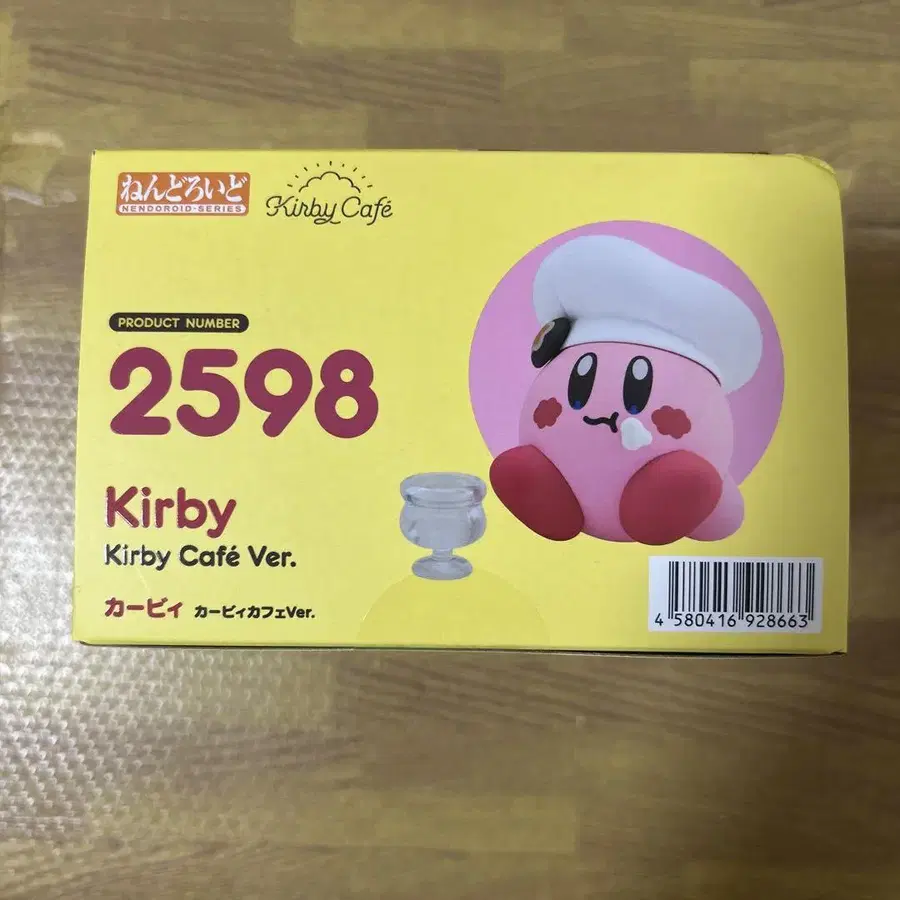 ねんどろいど
NENDOROID-SERIES
Kirby Café
PRODUCT NUMBER
2598
Kirby
Kirby Café Ver.
カービィ カービィカフェVer.
4 580416 928663